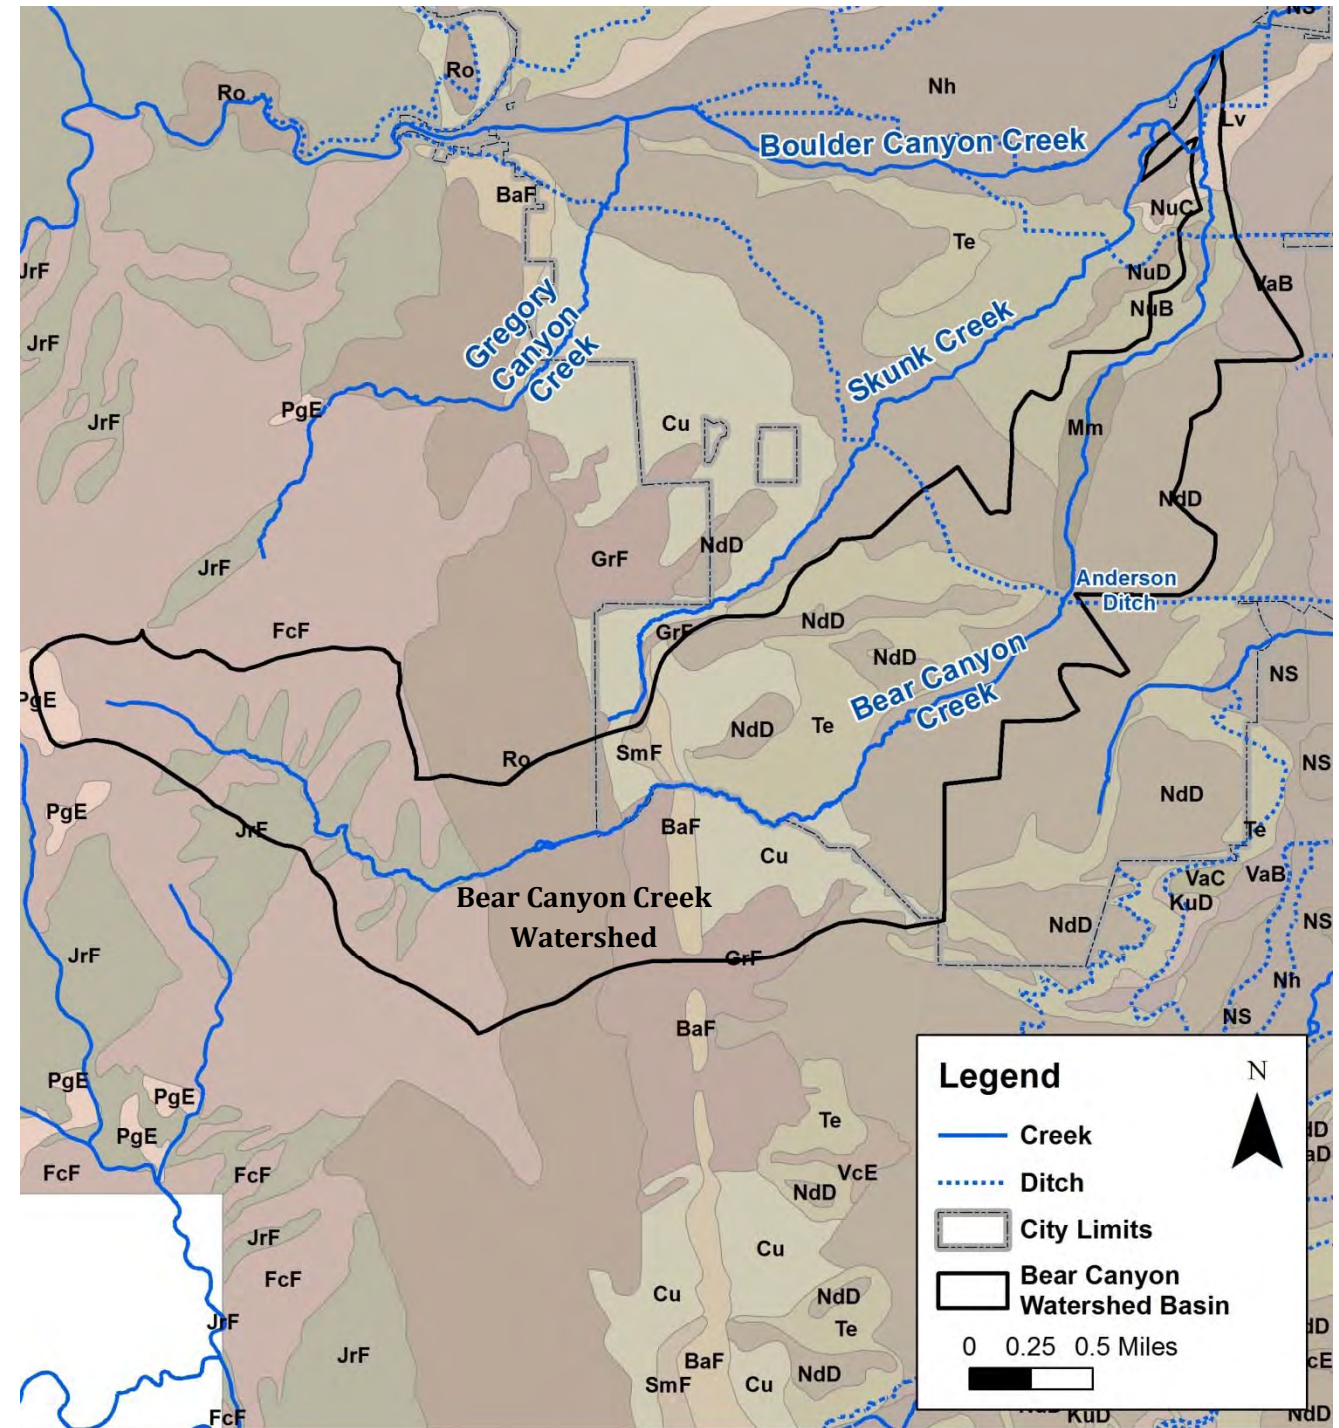 NS
Ro
Ro
Nh
Lv
Boulder Canyon Creek
BaF
NuC
Te
JrF
NuD
VaB
NuB
Gregory
Canyon
Creek
Skunk Creek
JrF
PgE
JrF
Cu
Mm
NdD
NdD
GrF
JrF
Anderson
Ditch
FcF
GrF
NdD
NdD
Bear Canyon
Creek
NS
PgE
NdD
Te
SmF
Ro
NS
NdD
PgE
JrF
BaF
Te
Cu
VaC
VaB
KuD
Bear Canyon Creek
Watershed
NdD
NS
JrF
GrF
Nh
NS
BaF
PgE
PgE
PgE
Te
FcF
FcF
VcE
NdD
JrF
Cu
FcF
Cu
NdD
JrF
Te
JrF
BaF
NdD
SmF
Cu
FcF
Legend
N
Creek
Ditch
City Limits
Bear Canyon
Watershed Basin
0 0.25 0.5 Miles
KuD
NdD